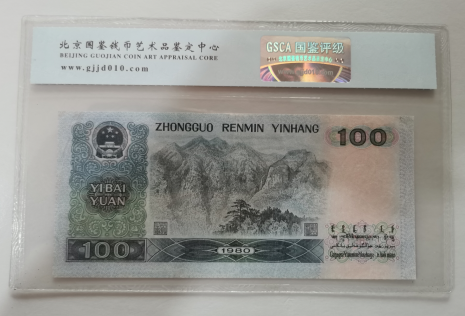 北京国鉴钱币艺术品鉴定中心
BEIJING GUOJIAN COIN ART APPRAISAL CORE
www.gjjd010.com
GSCA 国鉴评级
ZHONGGUO RENMIN YINHANG
100
YIBAI
YUAN
100
1980